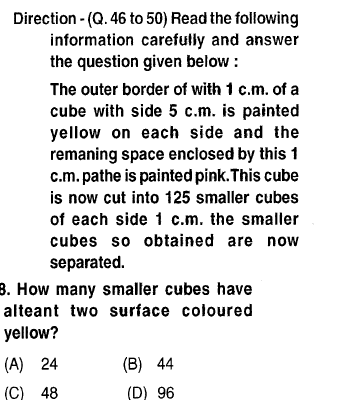 Direction - (Q. 46 to 50) Read the following
information carefully and answer
the question given below :
The outer border of with 1 c.m. of a
cube with side 5 c.m. is painted
yellow on each side and the
remaning space enclosed by this 1
c.m. pathe is painted pink.This cube
is now cut into 125 smaller cubes
of each side 1 c.m. the smaller
cubes so obtained are now
separated.
8. How many smaller cubes have
alteant two surface coloured
yellow?
(A) 24 (B) 44
(C) 48 (D) 96